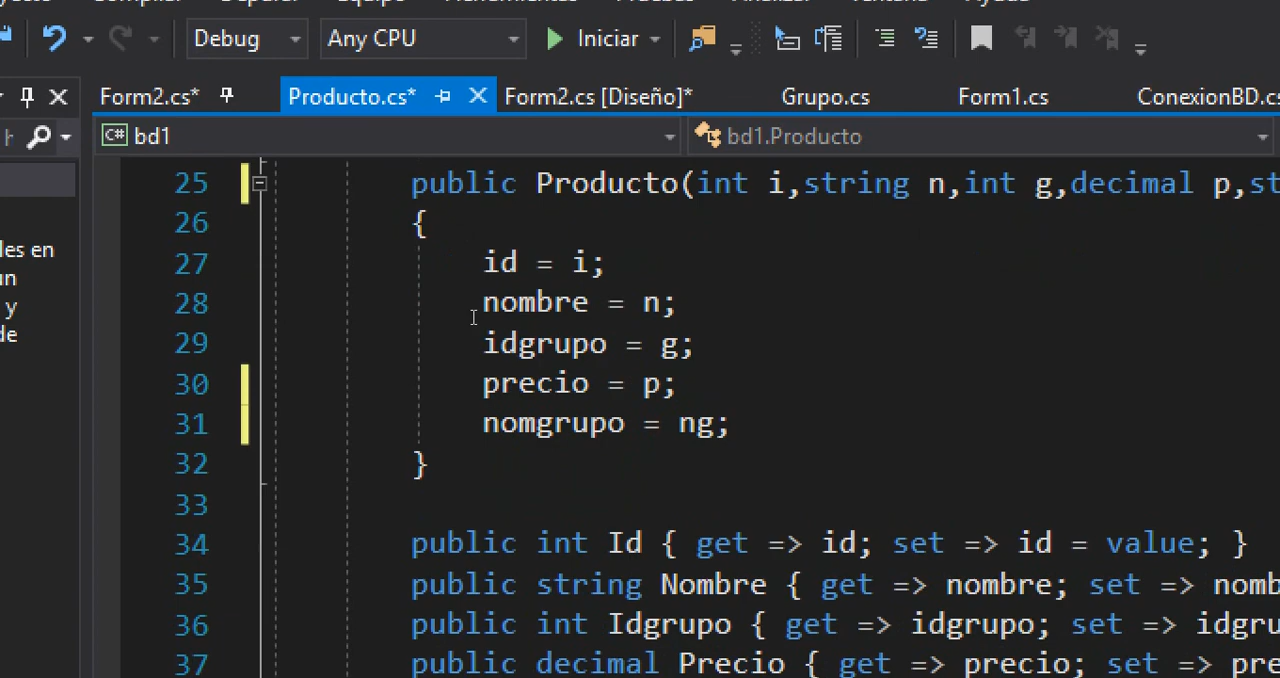 Debug Any CPU Iniciar
Form2.cs* Producto.cs* Form2.cs [Diseño]* Grupo.cs Form1.cs ConexionBD.cs
C# bd1 bd1.Producto
25 public Producto(int i,string n,int g,decimal p,st
26 {
27 id = i;
28 nombre = n;
29 idgrupo = g;
30 precio = p;
31 nomgrupo = ng;
32 }
33
34 public int Id { get => id; set => id = value; }
35 public string Nombre { get => nombre; set => nomb
36 public int Idgrupo { get => idgrupo; set => idgru
37 public decimal Precio { get => precio; set => pre
les en
un
y
de